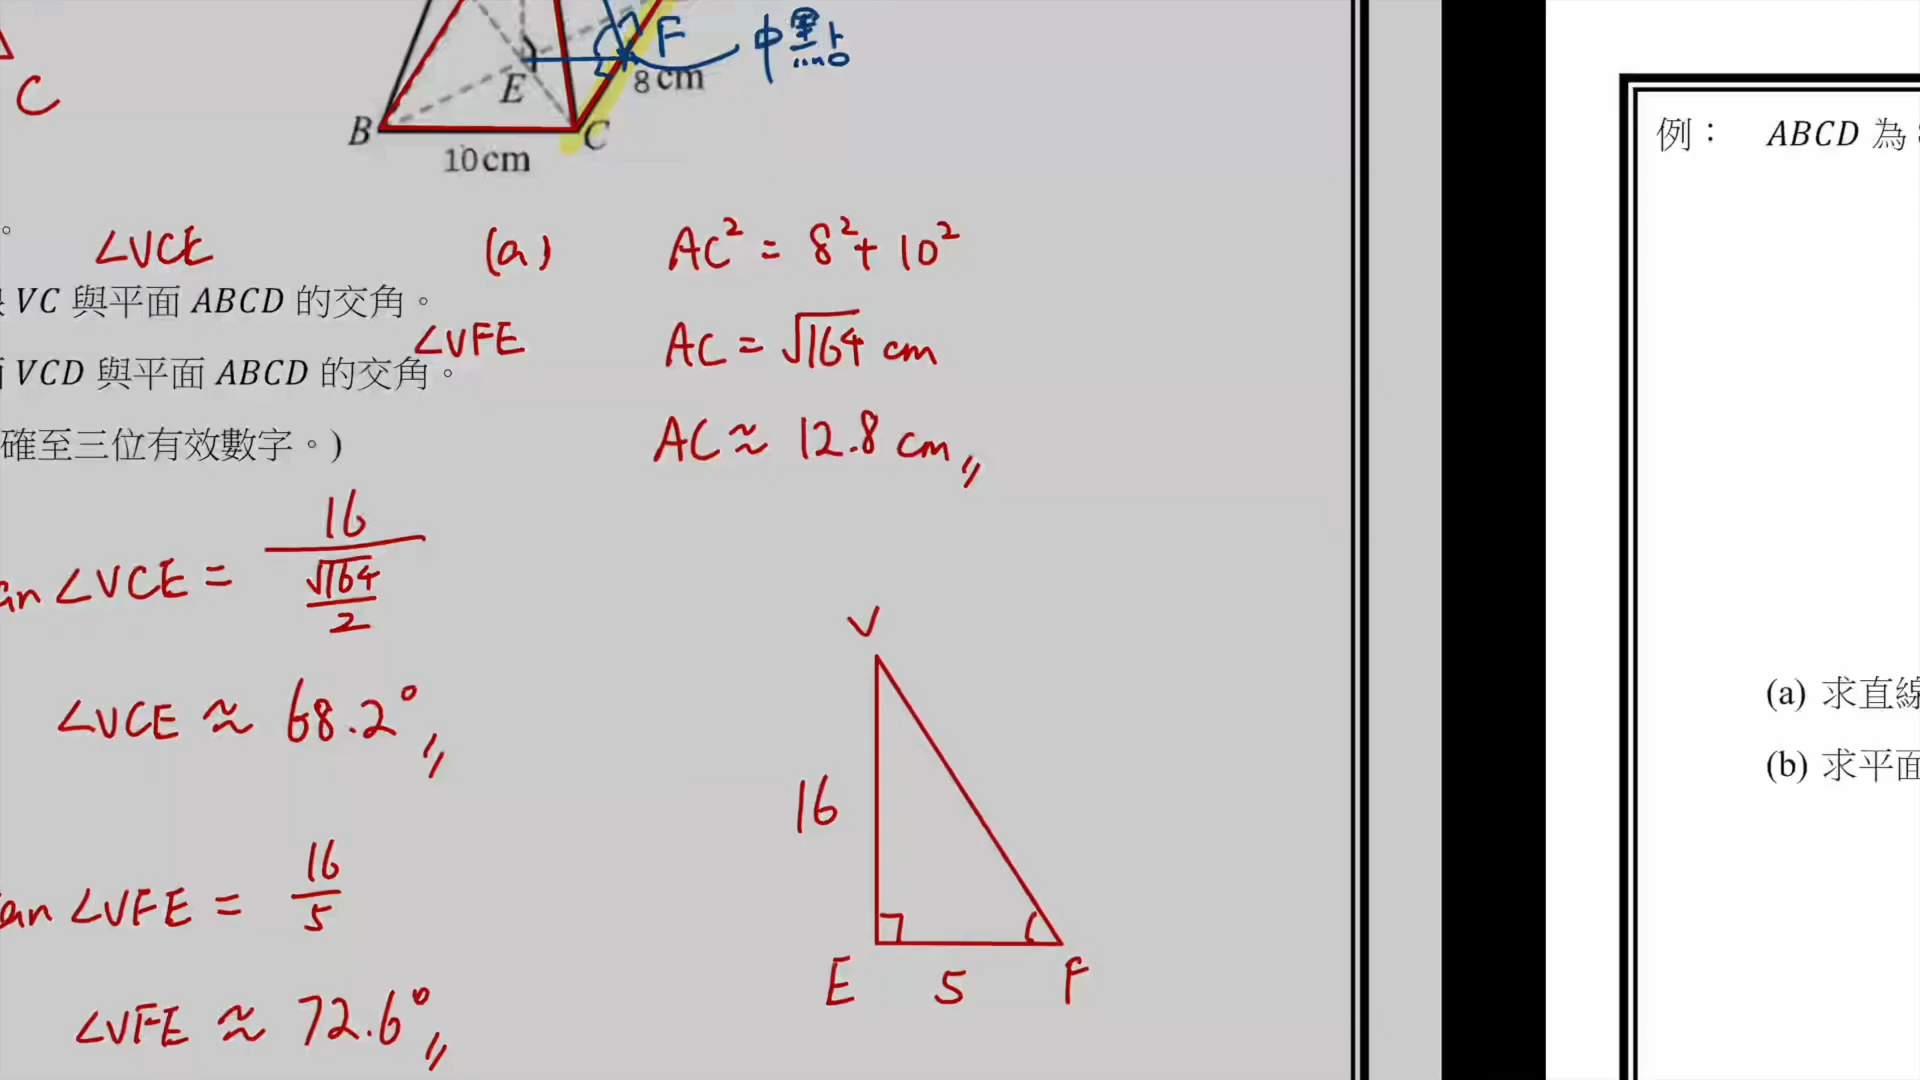 F 中點
C
E
8 cm
B
C
10 cm
例： ABCD 為
。
∠VCE
(a) AC² = 8² + 10²
VC 與平面 ABCD 的交角。
∠VFE
AC = √164 cm
VCD 與平面 ABCD 的交角。
AC ≈ 12.8 cm,,
確至三位有效數字。)
an ∠VCE = 16/(√164/2)
V
∠VCE ≈ 68.2°,,
(a) 求直線
(b) 求平面
16
tan ∠VFE = 16/5
E 5 F
∠VFE ≈ 72.6°,,